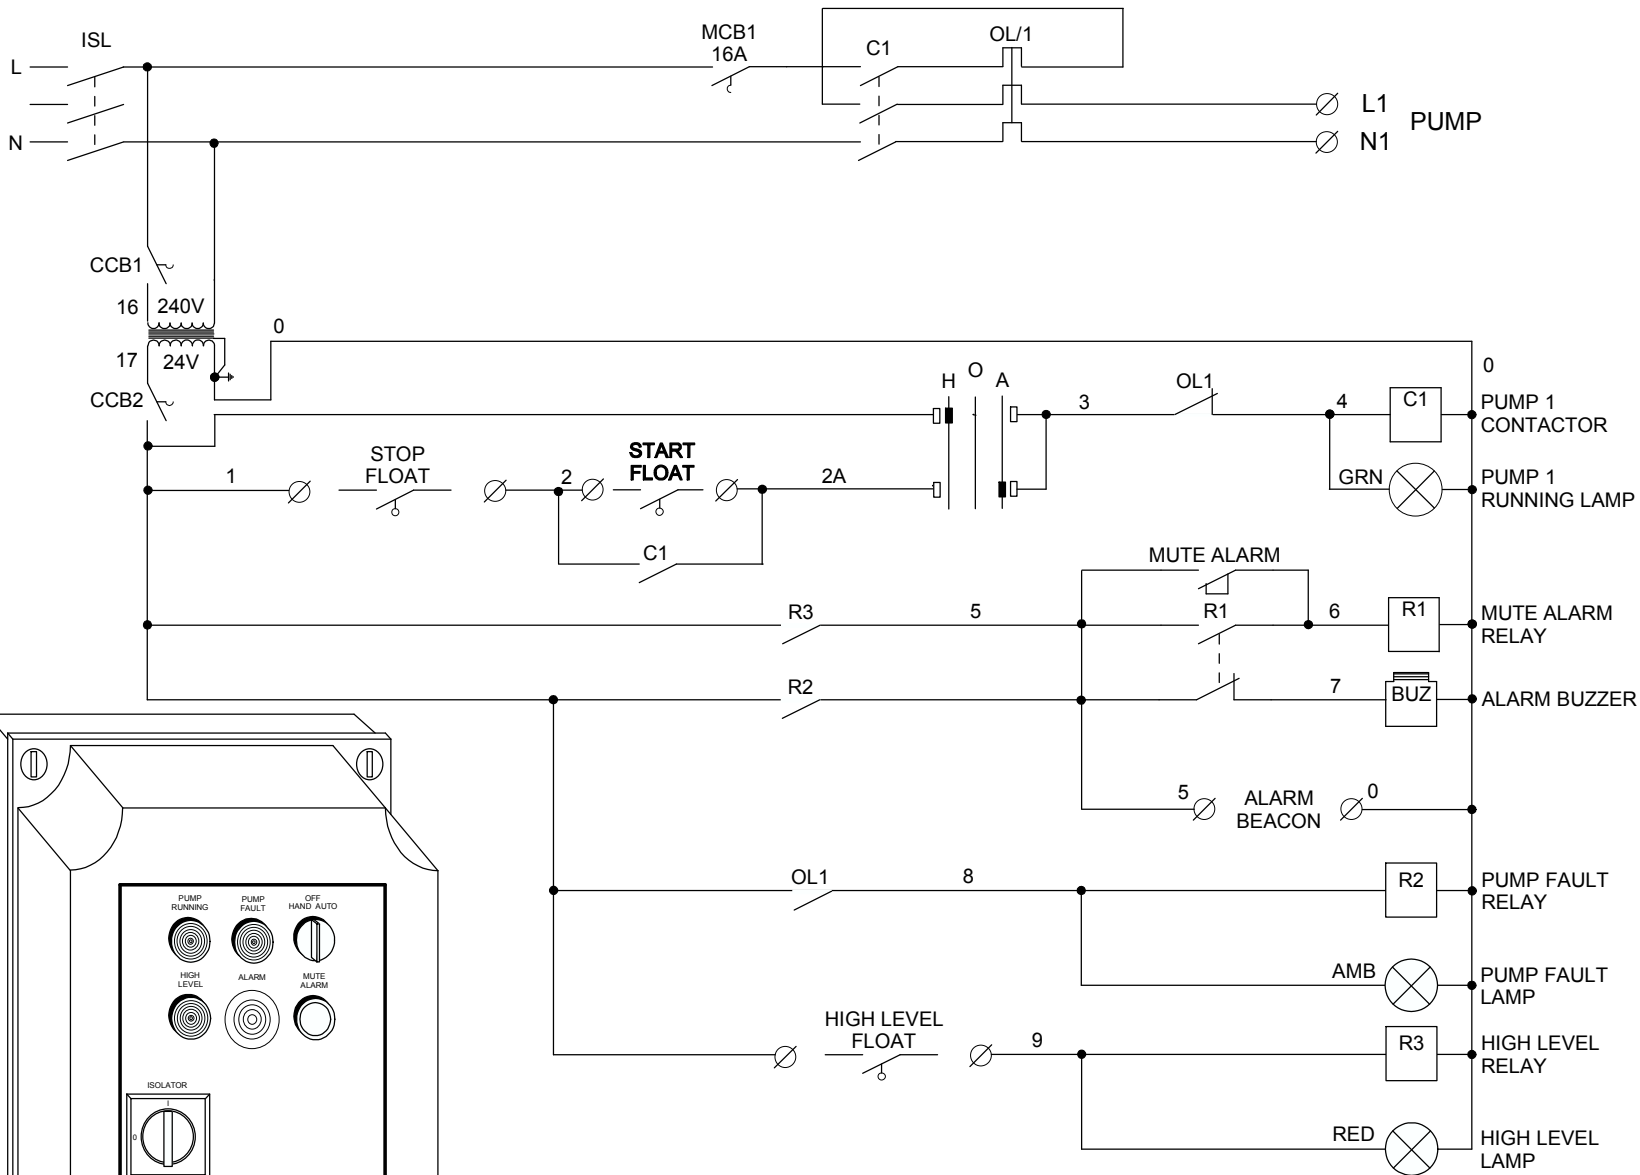 ISL
MCB1
16A
C1
OL/1
L
N
L1
N1
PUMP
CCB1
16
240V
0
17
24V
CCB2
H
O
A
3
OL1
4
C1
0
PUMP 1
CONTACTOR
1
STOP
FLOAT
2
START
FLOAT
2A
GRN
PUMP 1
RUNNING LAMP
C1
MUTE ALARM
R3
5
R1
6
R1
MUTE ALARM
RELAY
R2
7
BUZ
ALARM BUZZER
5
ALARM
BEACON
0
OL1
8
R2
PUMP FAULT
RELAY
AMB
PUMP FAULT
LAMP
HIGH LEVEL
FLOAT
9
R3
HIGH LEVEL
RELAY
RED
HIGH LEVEL
LAMP
PUMP
RUNNING
PUMP
FAULT
OFF
HAND AUTO
HIGH
LEVEL
ALARM
MUTE
ALARM
ISOLATOR
I
0